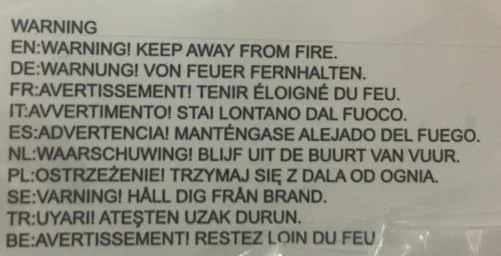 WARNING
EN:WARNING! KEEP AWAY FROM FIRE.
DE:WARNUNG! VON FEUER FERNHALTEN.
FR:AVERTISSEMENT! TENIR ÉLOIGNÉ DU FEU.
IT:AVVERTIMENTO! STAI LONTANO DAL FUOCO.
ES:ADVERTENCIA! MANTÉNGASE ALEJADO DEL FUEGO.
NL:WAARSCHUWING! BLIJF UIT DE BUURT VAN VUUR.
PL:OSTRZEŻENIE! TRZYMAJ SIĘ Z DALA OD OGNIA.
SE:VARNING! HÅLL DIG FRÅN BRAND.
TR:UYARI! ATEŞTEN UZAK DURUN.
BE:AVERTISSEMENT! RESTEZ LOIN DU FEU